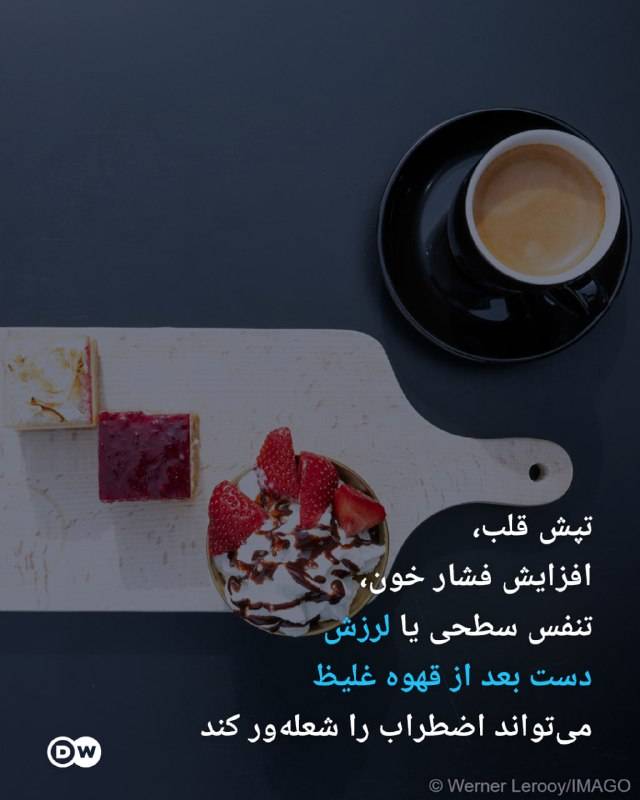 تپش قلب،
افزایش فشار خون،
تنفس سطحی یا لرزش
دست بعد از قهوه غلیظ
می‌تواند اضطراب را شعله‌ور کند
DW
© Werner Lerooy/IMAGO